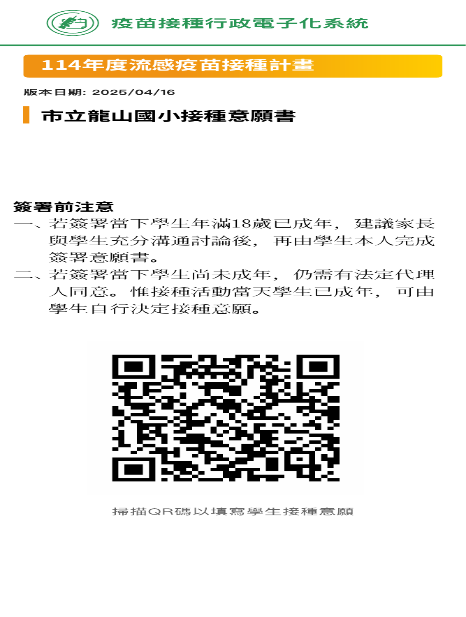 疫苗接種行政電子化系統
114年度流感疫苗接種計畫
版本日期: 2025/04/16
市立龍山國小接種意願書
簽署前注意
一、若簽署當下學生年滿18歲已成年，建議家長
與學生充分溝通討論後，再由學生本人完成
簽署意願書。
二、若簽署當下學生尚未成年，仍需有法定代理
人同意。惟接種活動當天學生已成年，可由
學生自行決定接種意願。
掃描QR碼以填寫學生接種意願